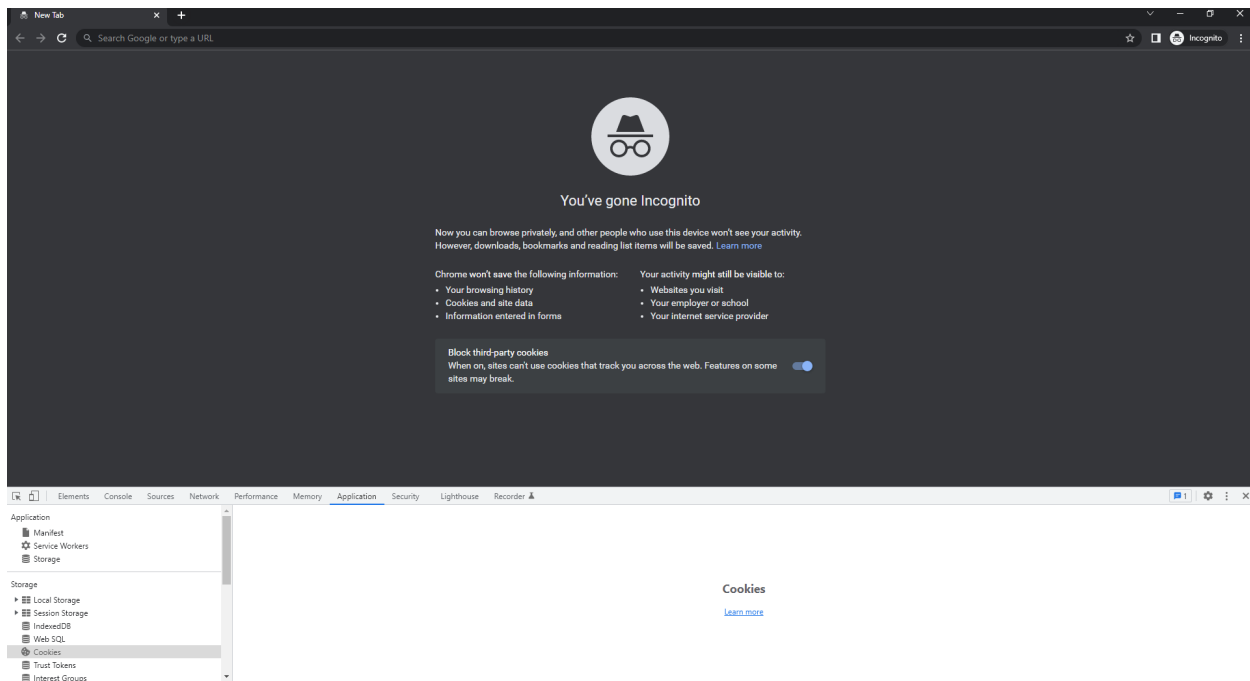 New Tab
Search Google or type a URL
Incognito
You've gone Incognito
Now you can browse privately, and other people who use this device won't see your activity.
However, downloads, bookmarks and reading list items will be saved. Learn more
Chrome won't save the following information:
Your browsing history
Cookies and site data
Information entered in forms
Your activity might still be visible to:
Websites you visit
Your employer or school
Your internet service provider
Block third-party cookies
When on, sites can't use cookies that track you across the web. Features on some
sites may break.
Elements Console Sources Network Performance Memory Application Security Lighthouse Recorder
1
Application
Manifest
Service Workers
Storage
Storage
Local Storage
Session Storage
IndexedDB
Web SQL
Cookies
Trust Tokens
Interest Groups
Cookies
Learn more